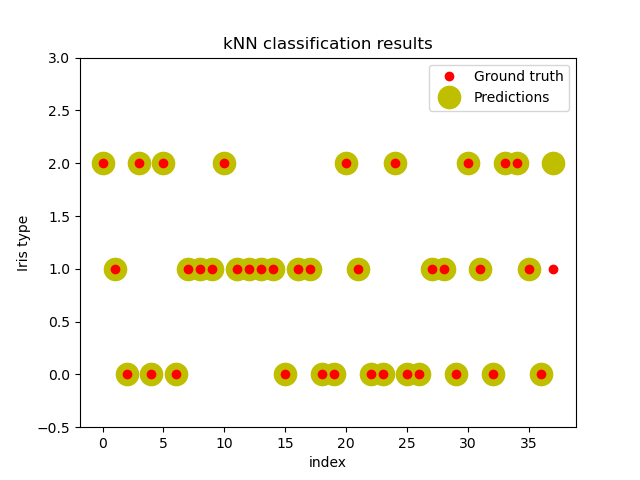 kNN classification results
Ground truth
Predictions
3.0
2.5
2.0
1.5
1.0
0.5
0.0
−0.5
Iris type
0 5 10 15 20 25 30 35
index